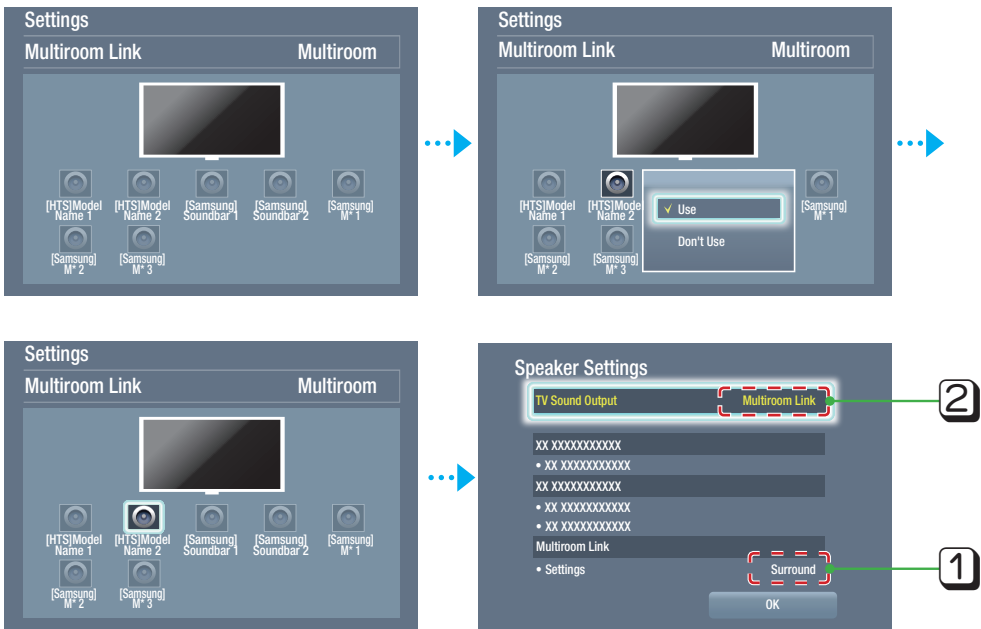 Settings
Multiroom Link Multiroom
[HTS]Model Name 1
[HTS]Model Name 2
[Samsung] Soundbar 1
[Samsung] Soundbar 2
[Samsung] M* 1
[Samsung] M* 2
[Samsung] M* 3
Settings
Multiroom Link Multiroom
[HTS]Model Name 1
[HTS]Mode Name 2
✓ Use
Don't Use
[Samsung] M* 1
[Samsung] M* 2
[Samsung] M* 3
Settings
Multiroom Link Multiroom
[HTS]Model Name 1
[HTS]Model Name 2
[Samsung] Soundbar 1
[Samsung] Soundbar 2
[Samsung] M* 1
[Samsung] M* 2
[Samsung] M* 3
Speaker Settings
TV Sound Output Multiroom Link
2
XX XXXXXXXXXXX
• XX XXXXXXXXXXX
XX XXXXXXXXXXX
• XX XXXXXXXXXXX
• XX XXXXXXXXXXX
Multiroom Link
• Settings Surround
1
OK